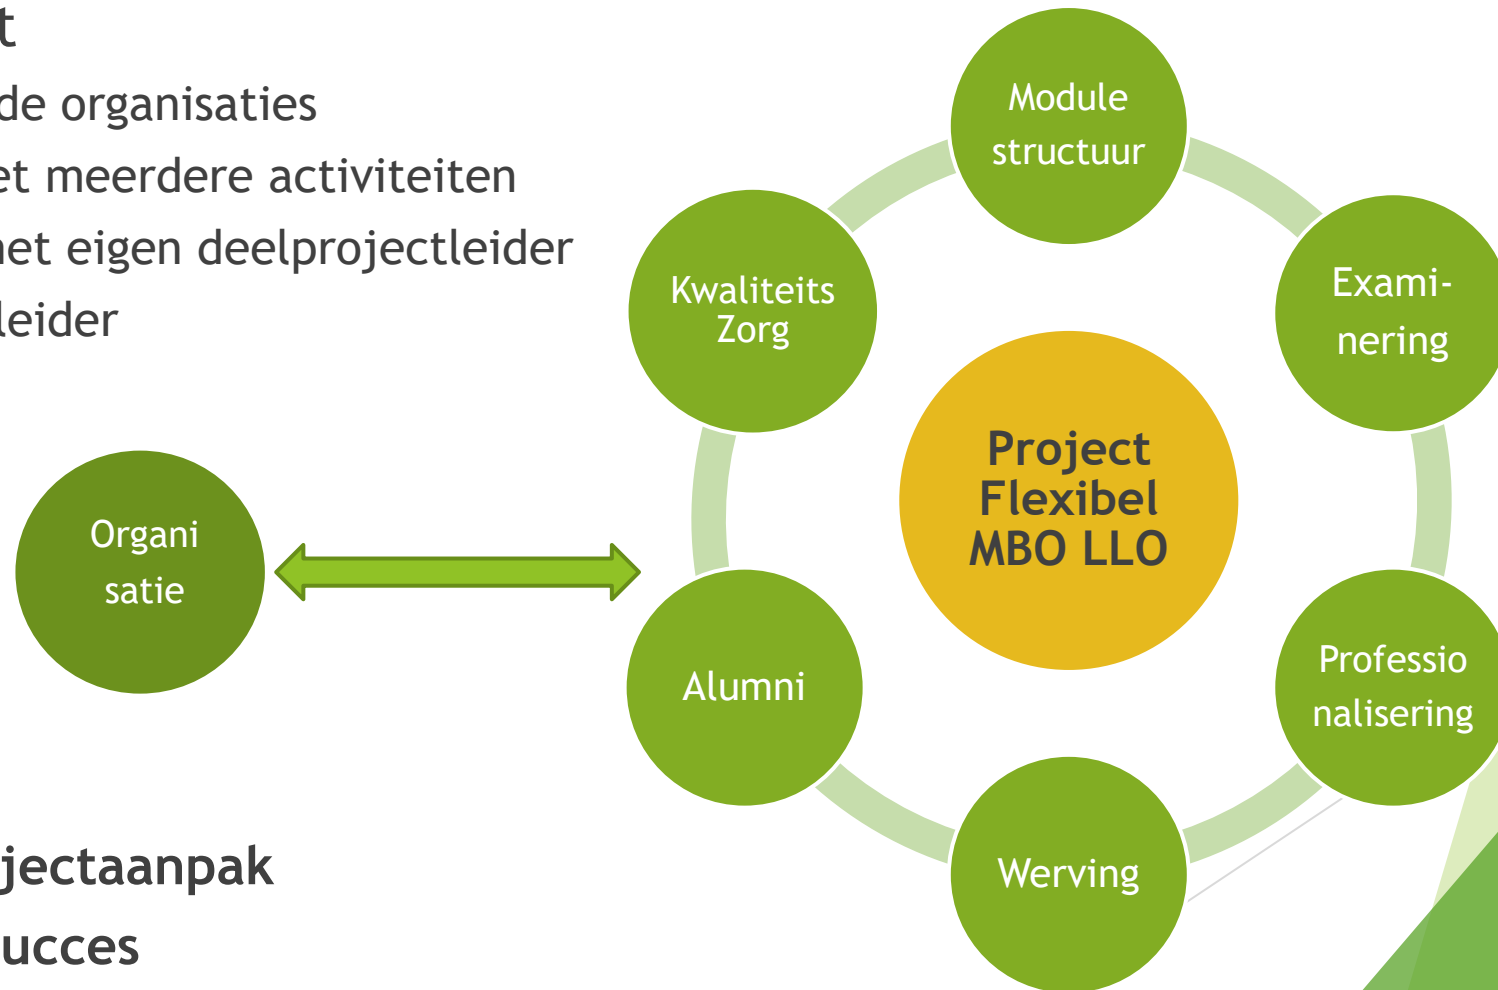 t
de organisaties
et meerdere activiteiten
net eigen deelprojectleider
leider
Organi
satie
jectaanpak
ucces
Module
structuur
Exami-
nering
Professio
nalisering
Werving
Alumni
Kwaliteits
Zorg
Project
Flexibel
MBO LLO